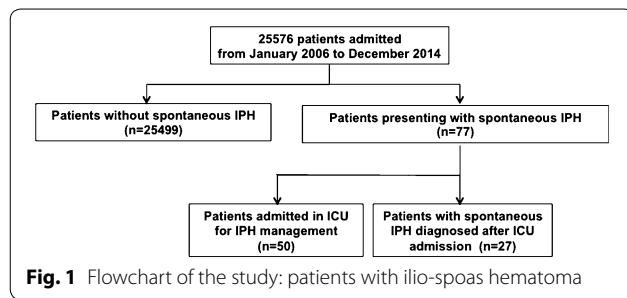 25576 patients admitted
from January 2006 to December 2014
Patients without spontaneous IPH
(n=25499)
Patients presenting with spontaneous IPH
(n=77)
Patients admitted in ICU
for IPH management
(n=50)
Patients with spontaneous
IPH diagnosed after ICU
admission (n=27)
Fig. 1 Flowchart of the study: patients with ilio-spoas hematoma